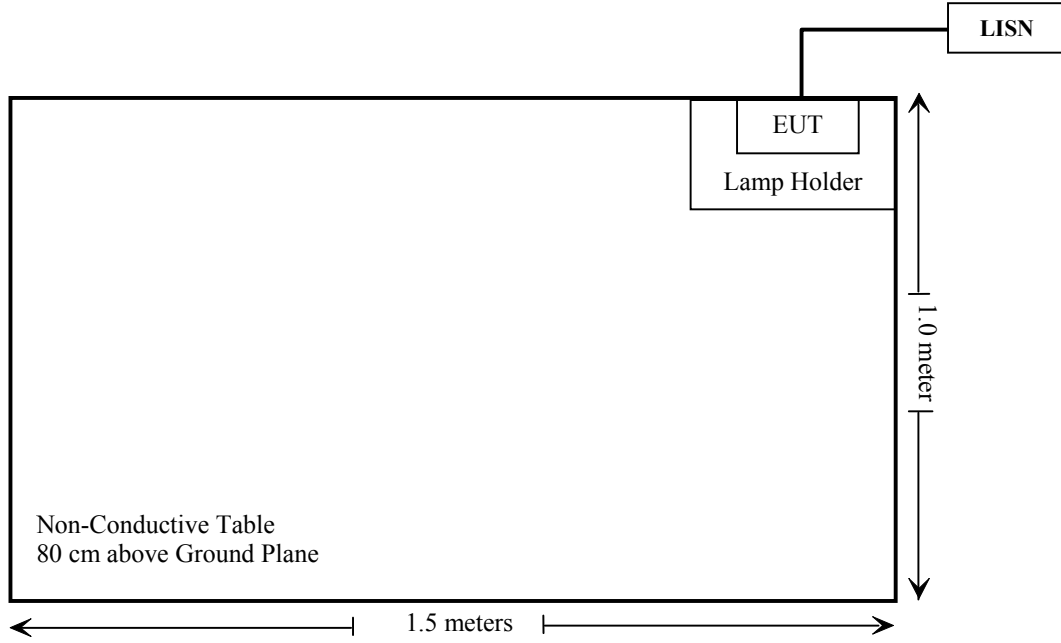 LISN
EUT
Lamp Holder
1.0 meter
Non-Conductive Table
80 cm above Ground Plane
1.5 meters